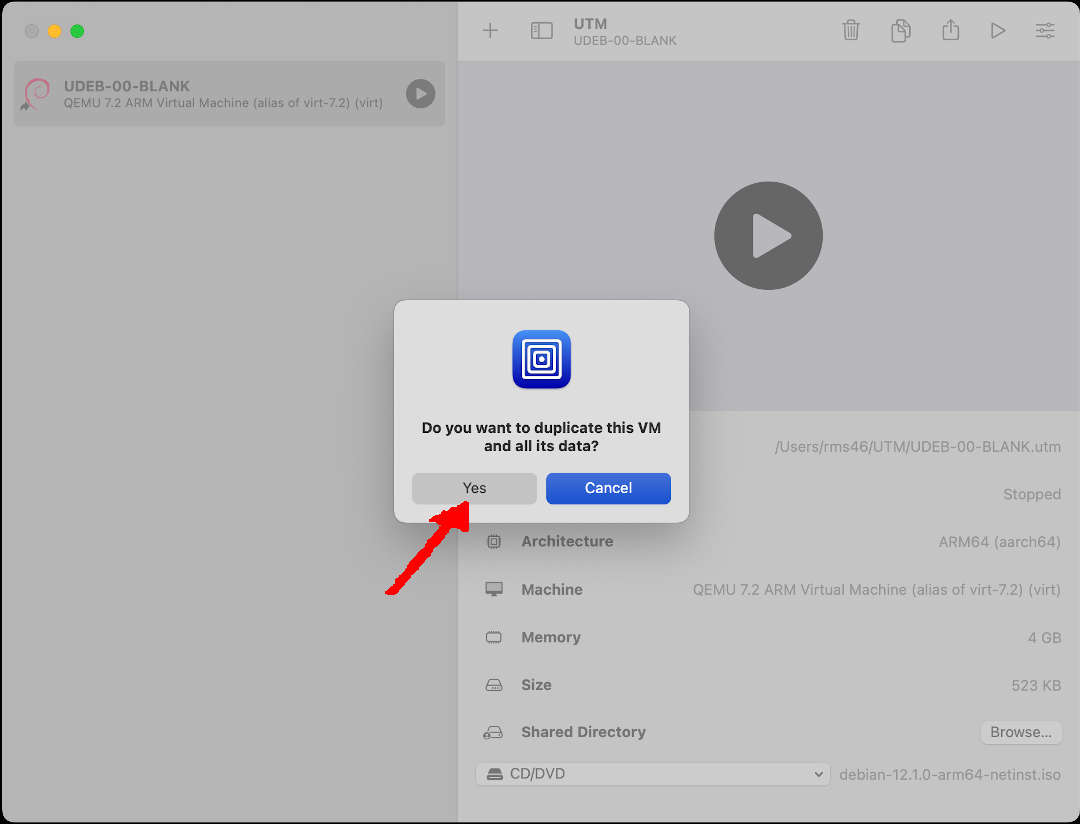 UTM
UDEB-00-BLANK
UDEB-00-BLANK
QEMU 7.2 ARM Virtual Machine (alias of virt-7.2) (virt)
Do you want to duplicate this VM
and all its data?
Yes
Cancel
/Users/rms46/UTM/UDEB-00-BLANK.utm
Stopped
Architecture
ARM64 (aarch64)
Machine
QEMU 7.2 ARM Virtual Machine (alias of virt-7.2) (virt)
Memory
4 GB
Size
523 KB
Shared Directory
Browse...
CD/DVD
debian-12.1.0-arm64-netinst.iso